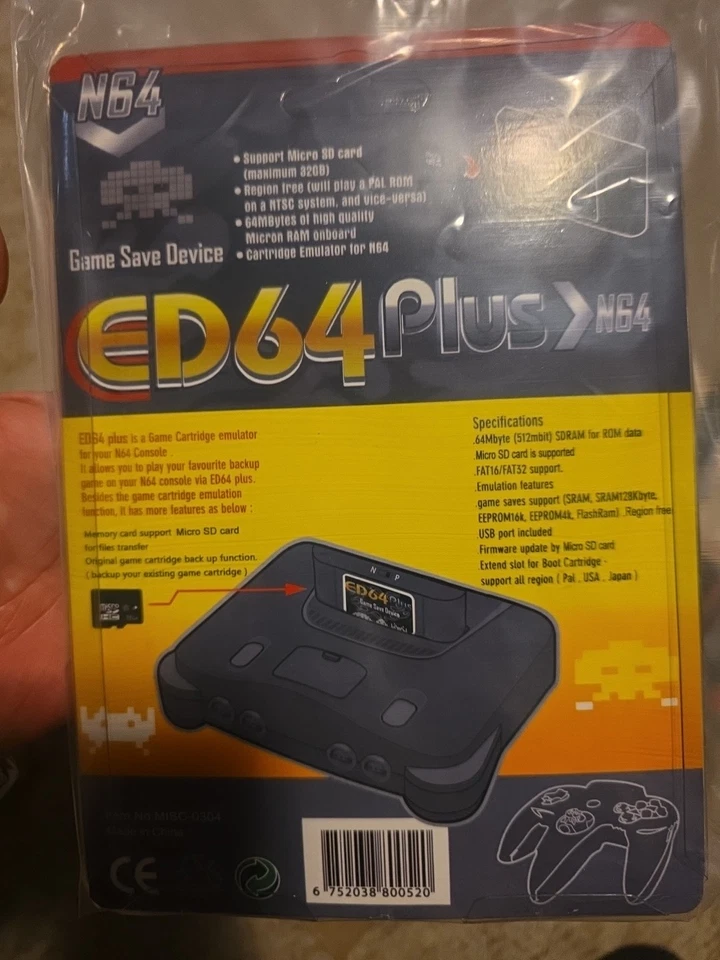 N64
• Support Micro SD card
(maximum 32GB)
• Region free (will play a PAL ROM
on a NTSC system, and vice-versa)
• 64MBytes of high quality
Micron RAM onboard
• Cartridge Emulator for N64
Game Save Device
ED64 Plus N64
ED64 plus is a Game Cartridge emulator
for your N64 Console .
It allows you to play your favourite backup
game on your N64 console via ED64 plus.
Besides the game cartridge emulation
function, it has more features as below :
Memory card support Micro SD card
for files transfer
Original game cartridge back up function.
( backup your existing game cartridge )
Specifications
.64Mbyte (512mbit) SDRAM for ROM data
.Micro SD card is supported
.FAT16/FAT32 support.
.Emulation features
.game saves support (SRAM, SRAM128Kbyte,
EEPROM16k, EEPROM4k, FlashRam) .Region free
.USB port included
.Firmware update by Micro SD card
.Extend slot for Boot Cartridge -
support all region ( Pal . USA . Japan )
micro
HC
N P
ED64 Plus
Game Save Device
Made in China
CE
6 752038 800520